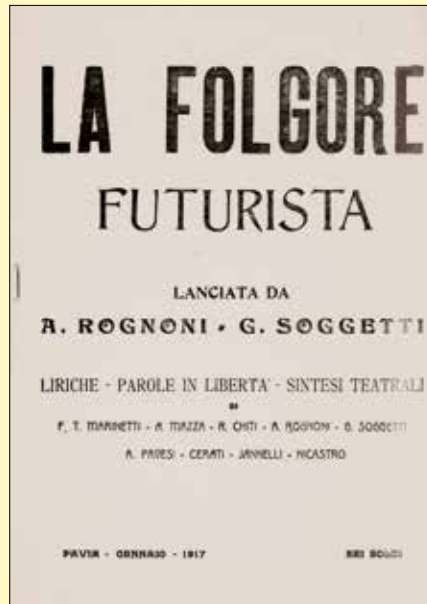 LA FOLGORE
FUTURISTA
LANCIATA DA
A. ROGNONI - G. SOGGETTI
LIRICHE - PAROLE IN LIBERTA' - SINTESI TEATRALI
DI
F. T. MARINETTI - A. MAZZA - R. CHITI - A. ROGNONI - G. SOGGETTI
A. PAVESI - CERATI - JANNELLI - NICASTRO
PAVIA - GENNAIO - 1917 SEI SOLDI